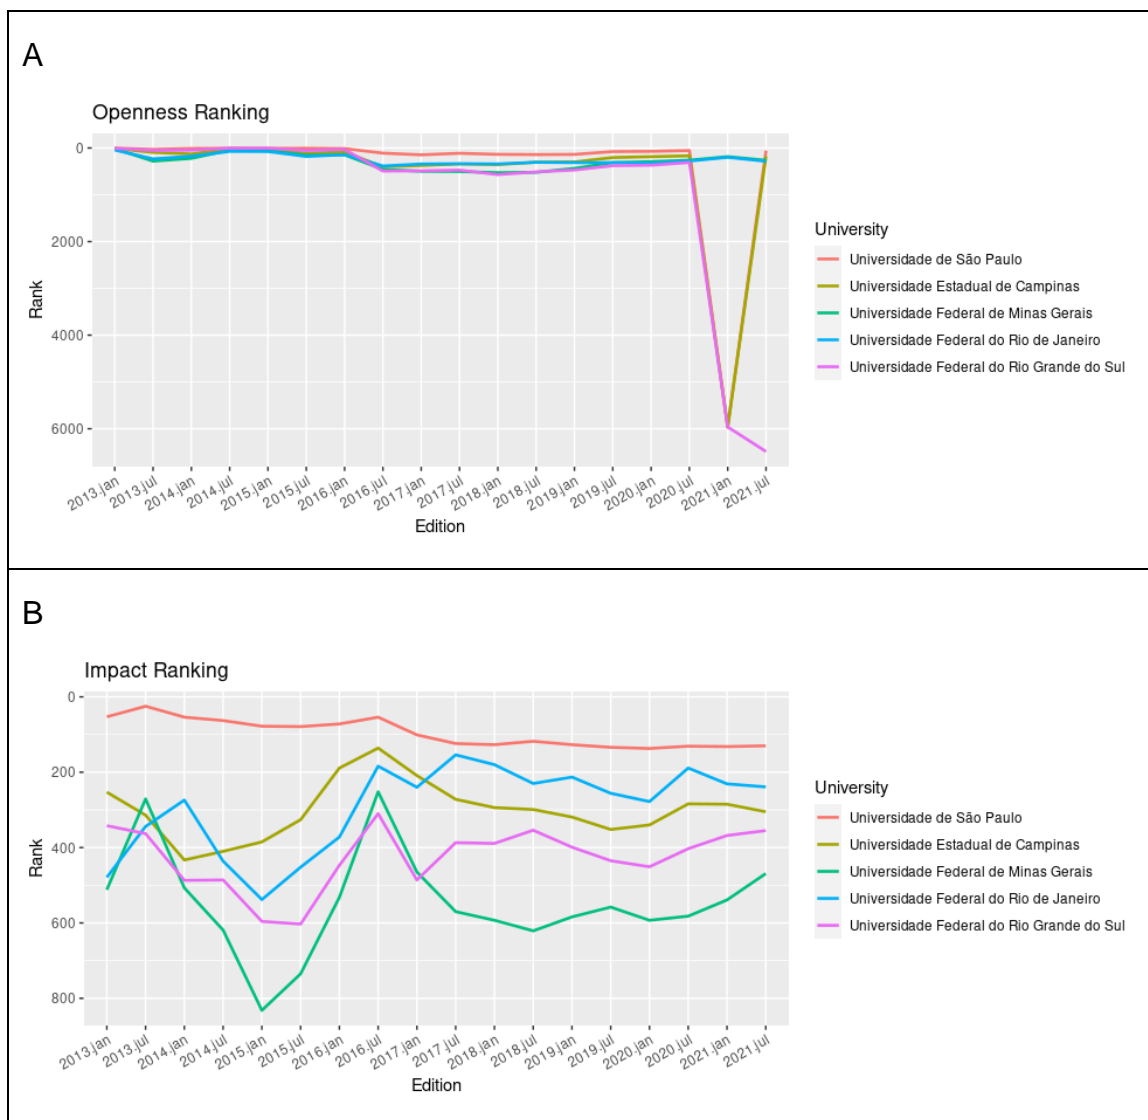 A
Openness Ranking
0
2000
4000
6000
Rank
2013.jan
2013.jul
2014.jan
2014.jul
2015.jan
2015.jul
2016.jan
2016.jul
2017.jan
2017.jul
2018.jan
2018.jul
2019.jan
2019.jul
2020.jan
2020.jul
2021.jan
2021.jul
Edition
University
Universidade de São Paulo
Universidade Estadual de Campinas
Universidade Federal de Minas Gerais
Universidade Federal do Rio de Janeiro
Universidade Federal do Rio Grande do Sul
B
Impact Ranking
0
200
400
600
800
Rank
2013.jan
2013.jul
2014.jan
2014.jul
2015.jan
2015.jul
2016.jan
2016.jul
2017.jan
2017.jul
2018.jan
2018.jul
2019.jan
2019.jul
2020.jan
2020.jul
2021.jan
2021.jul
Edition
University
Universidade de São Paulo
Universidade Estadual de Campinas
Universidade Federal de Minas Gerais
Universidade Federal do Rio de Janeiro
Universidade Federal do Rio Grande do Sul